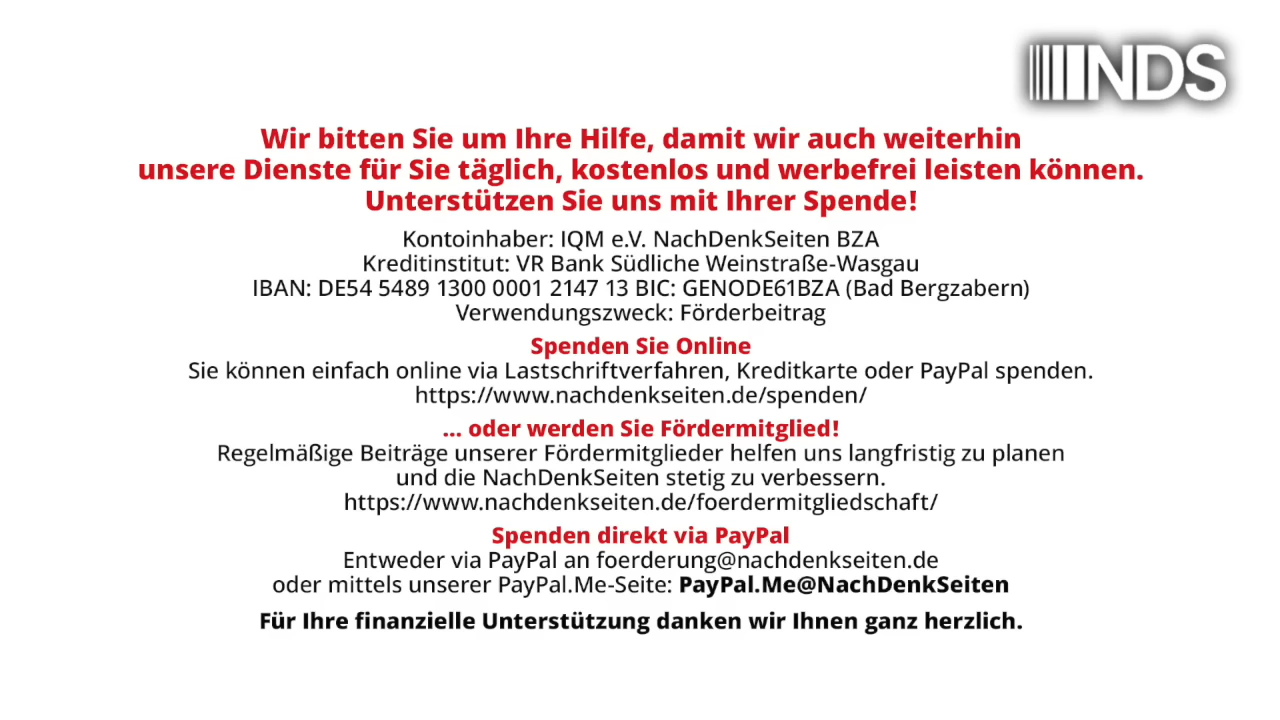 NDS
Wir bitten Sie um Ihre Hilfe, damit wir auch weiterhin
unsere Dienste für Sie täglich, kostenlos und werbefrei leisten können.
Unterstützen Sie uns mit Ihrer Spende!
Kontoinhaber: IQM e.V. NachDenkSeiten BZA
Kreditinstitut: VR Bank Südliche Weinstraße-Wasgau
IBAN: DE54 5489 1300 0001 2147 13 BIC: GENODE61BZA (Bad Bergzabern)
Verwendungszweck: Förderbeitrag
Spenden Sie Online
Sie können einfach online via Lastschriftverfahren, Kreditkarte oder PayPal spenden.
https://www.nachdenkseiten.de/spenden/
... oder werden Sie Fördermitglied!
Regelmäßige Beiträge unserer Fördermitglieder helfen uns langfristig zu planen
und die NachDenkSeiten stetig zu verbessern.
https://www.nachdenkseiten.de/foerdermitgliedschaft/
Spenden direkt via PayPal
Entweder via PayPal an foerderung@nachdenkseiten.de
oder mittels unserer PayPal.Me-Seite: PayPal.Me@NachDenkSeiten
Für Ihre finanzielle Unterstützung danken wir Ihnen ganz herzlich.